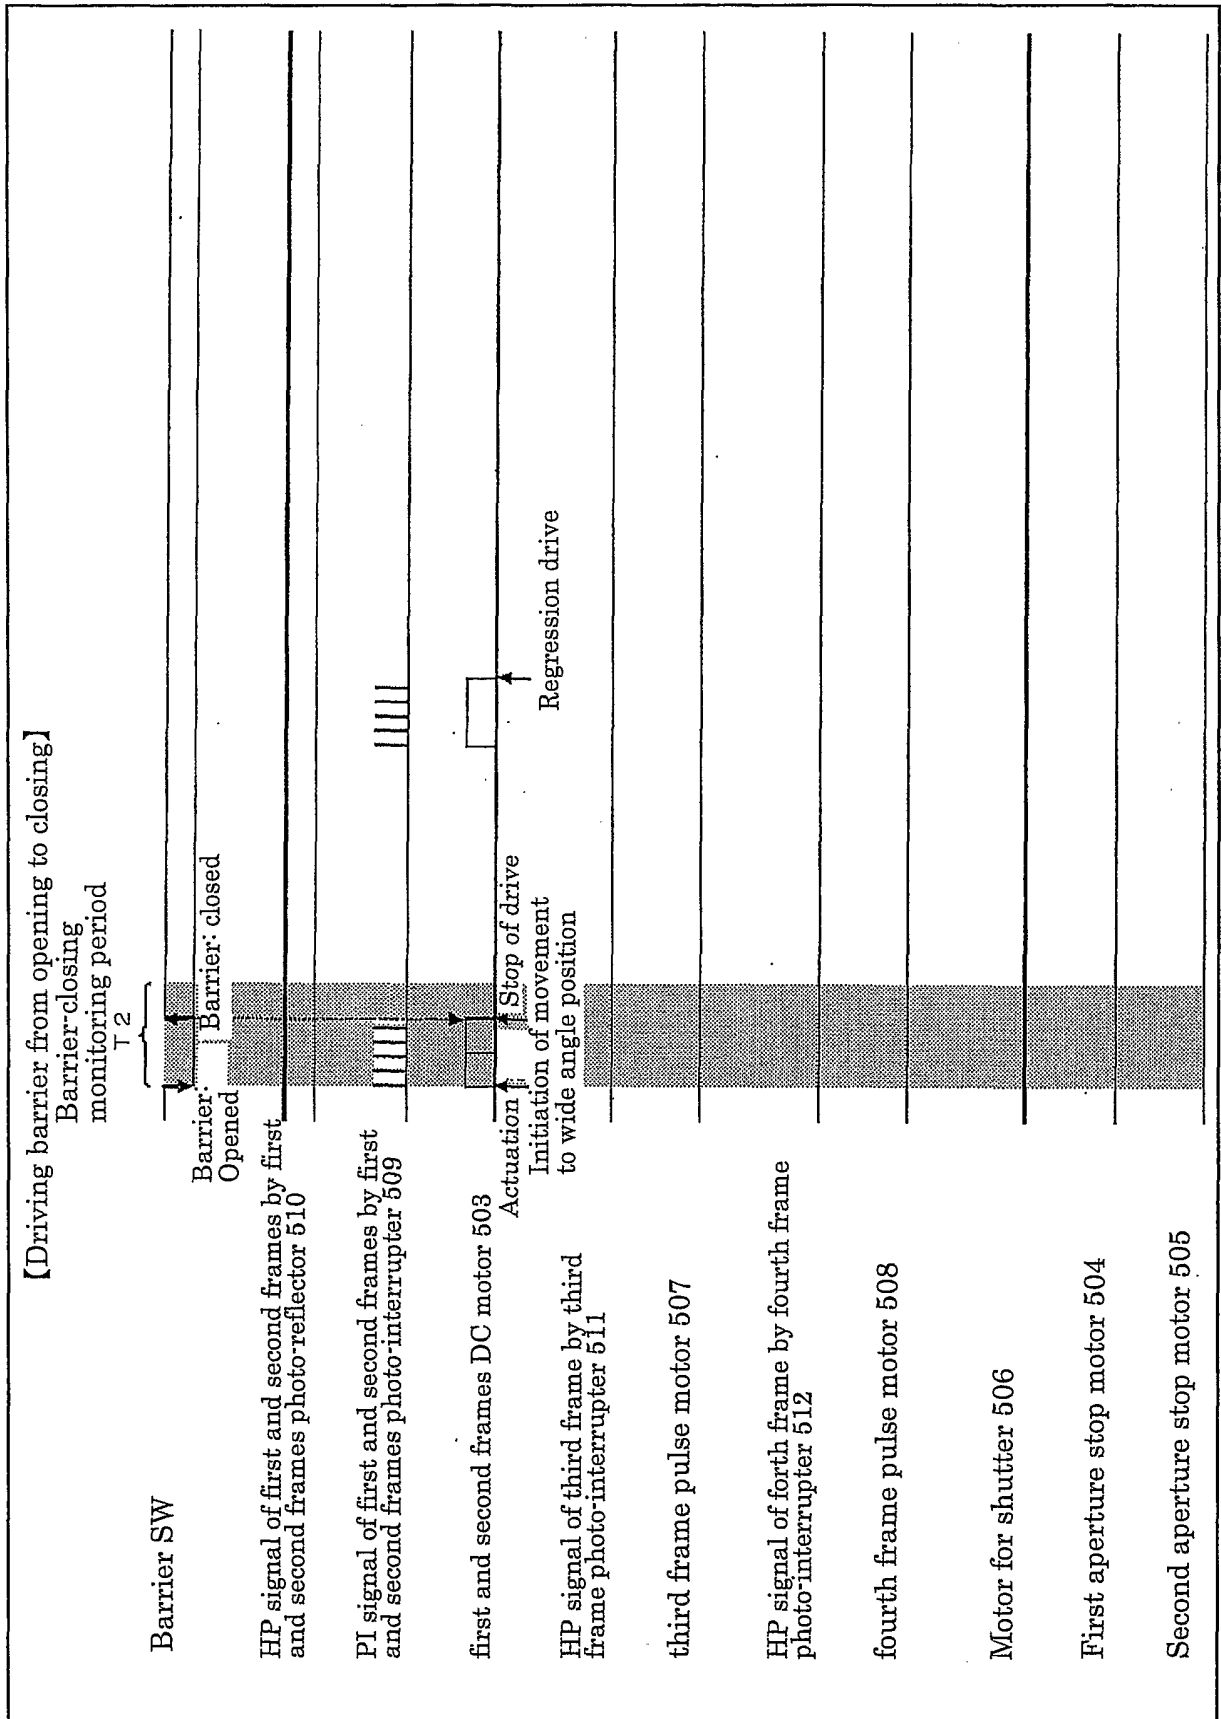 【Driving barrier from opening to closing】
Barrier-closing
monitoring period
T2
Barrier SW
Barrier:
Opened
Barrier: closed
HP signal of first and second frames by first
and second frames photo-reflector 510
PI signal of first and second frames by first
and second frames photo-interrupter 509
first and second frames DC motor 503
Actuation
Stop of drive
Initiation of movement
to wide angle position
Regression drive
HP signal of third frame by third
frame photo-interrupter 511
third frame pulse motor 507
HP signal of forth frame by fourth frame
photo-interrupter 512
fourth frame pulse motor 508
Motor for shutter 506
First aperture stop motor 504
Second aperture stop motor 505